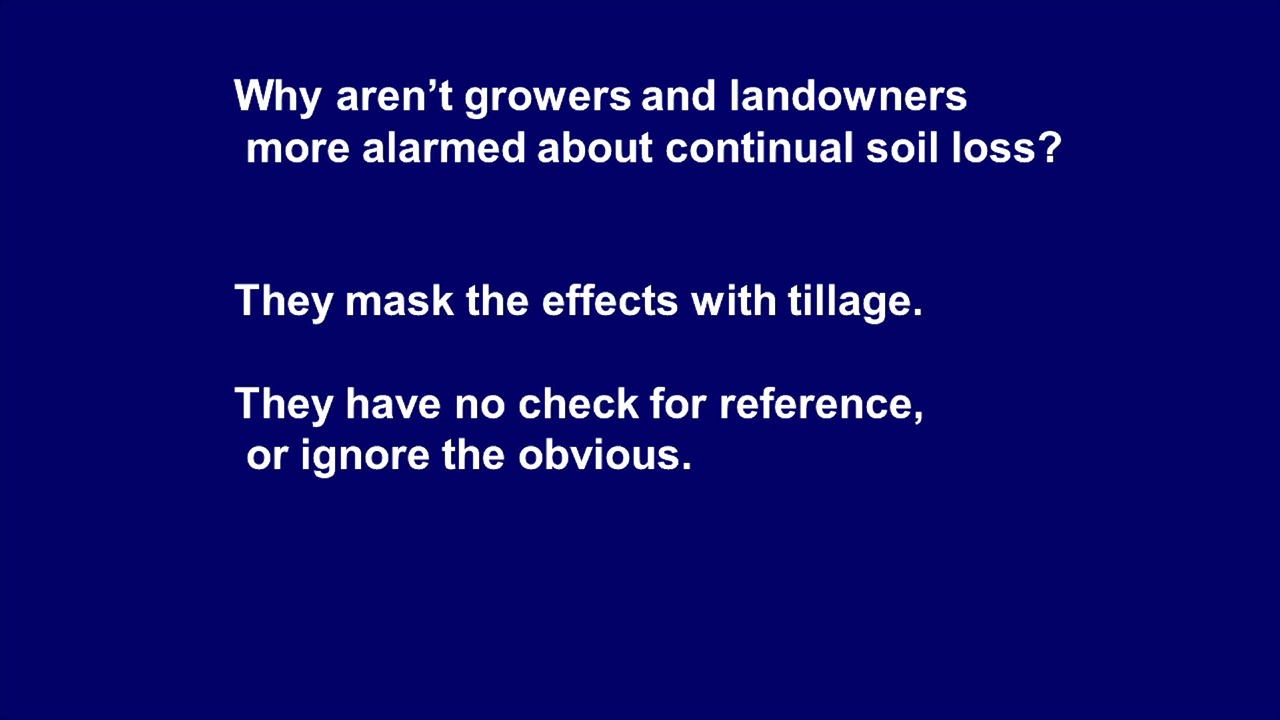 Why aren’t growers and landowners
more alarmed about continual soil loss?
They mask the effects with tillage.
They have no check for reference,
or ignore the obvious.